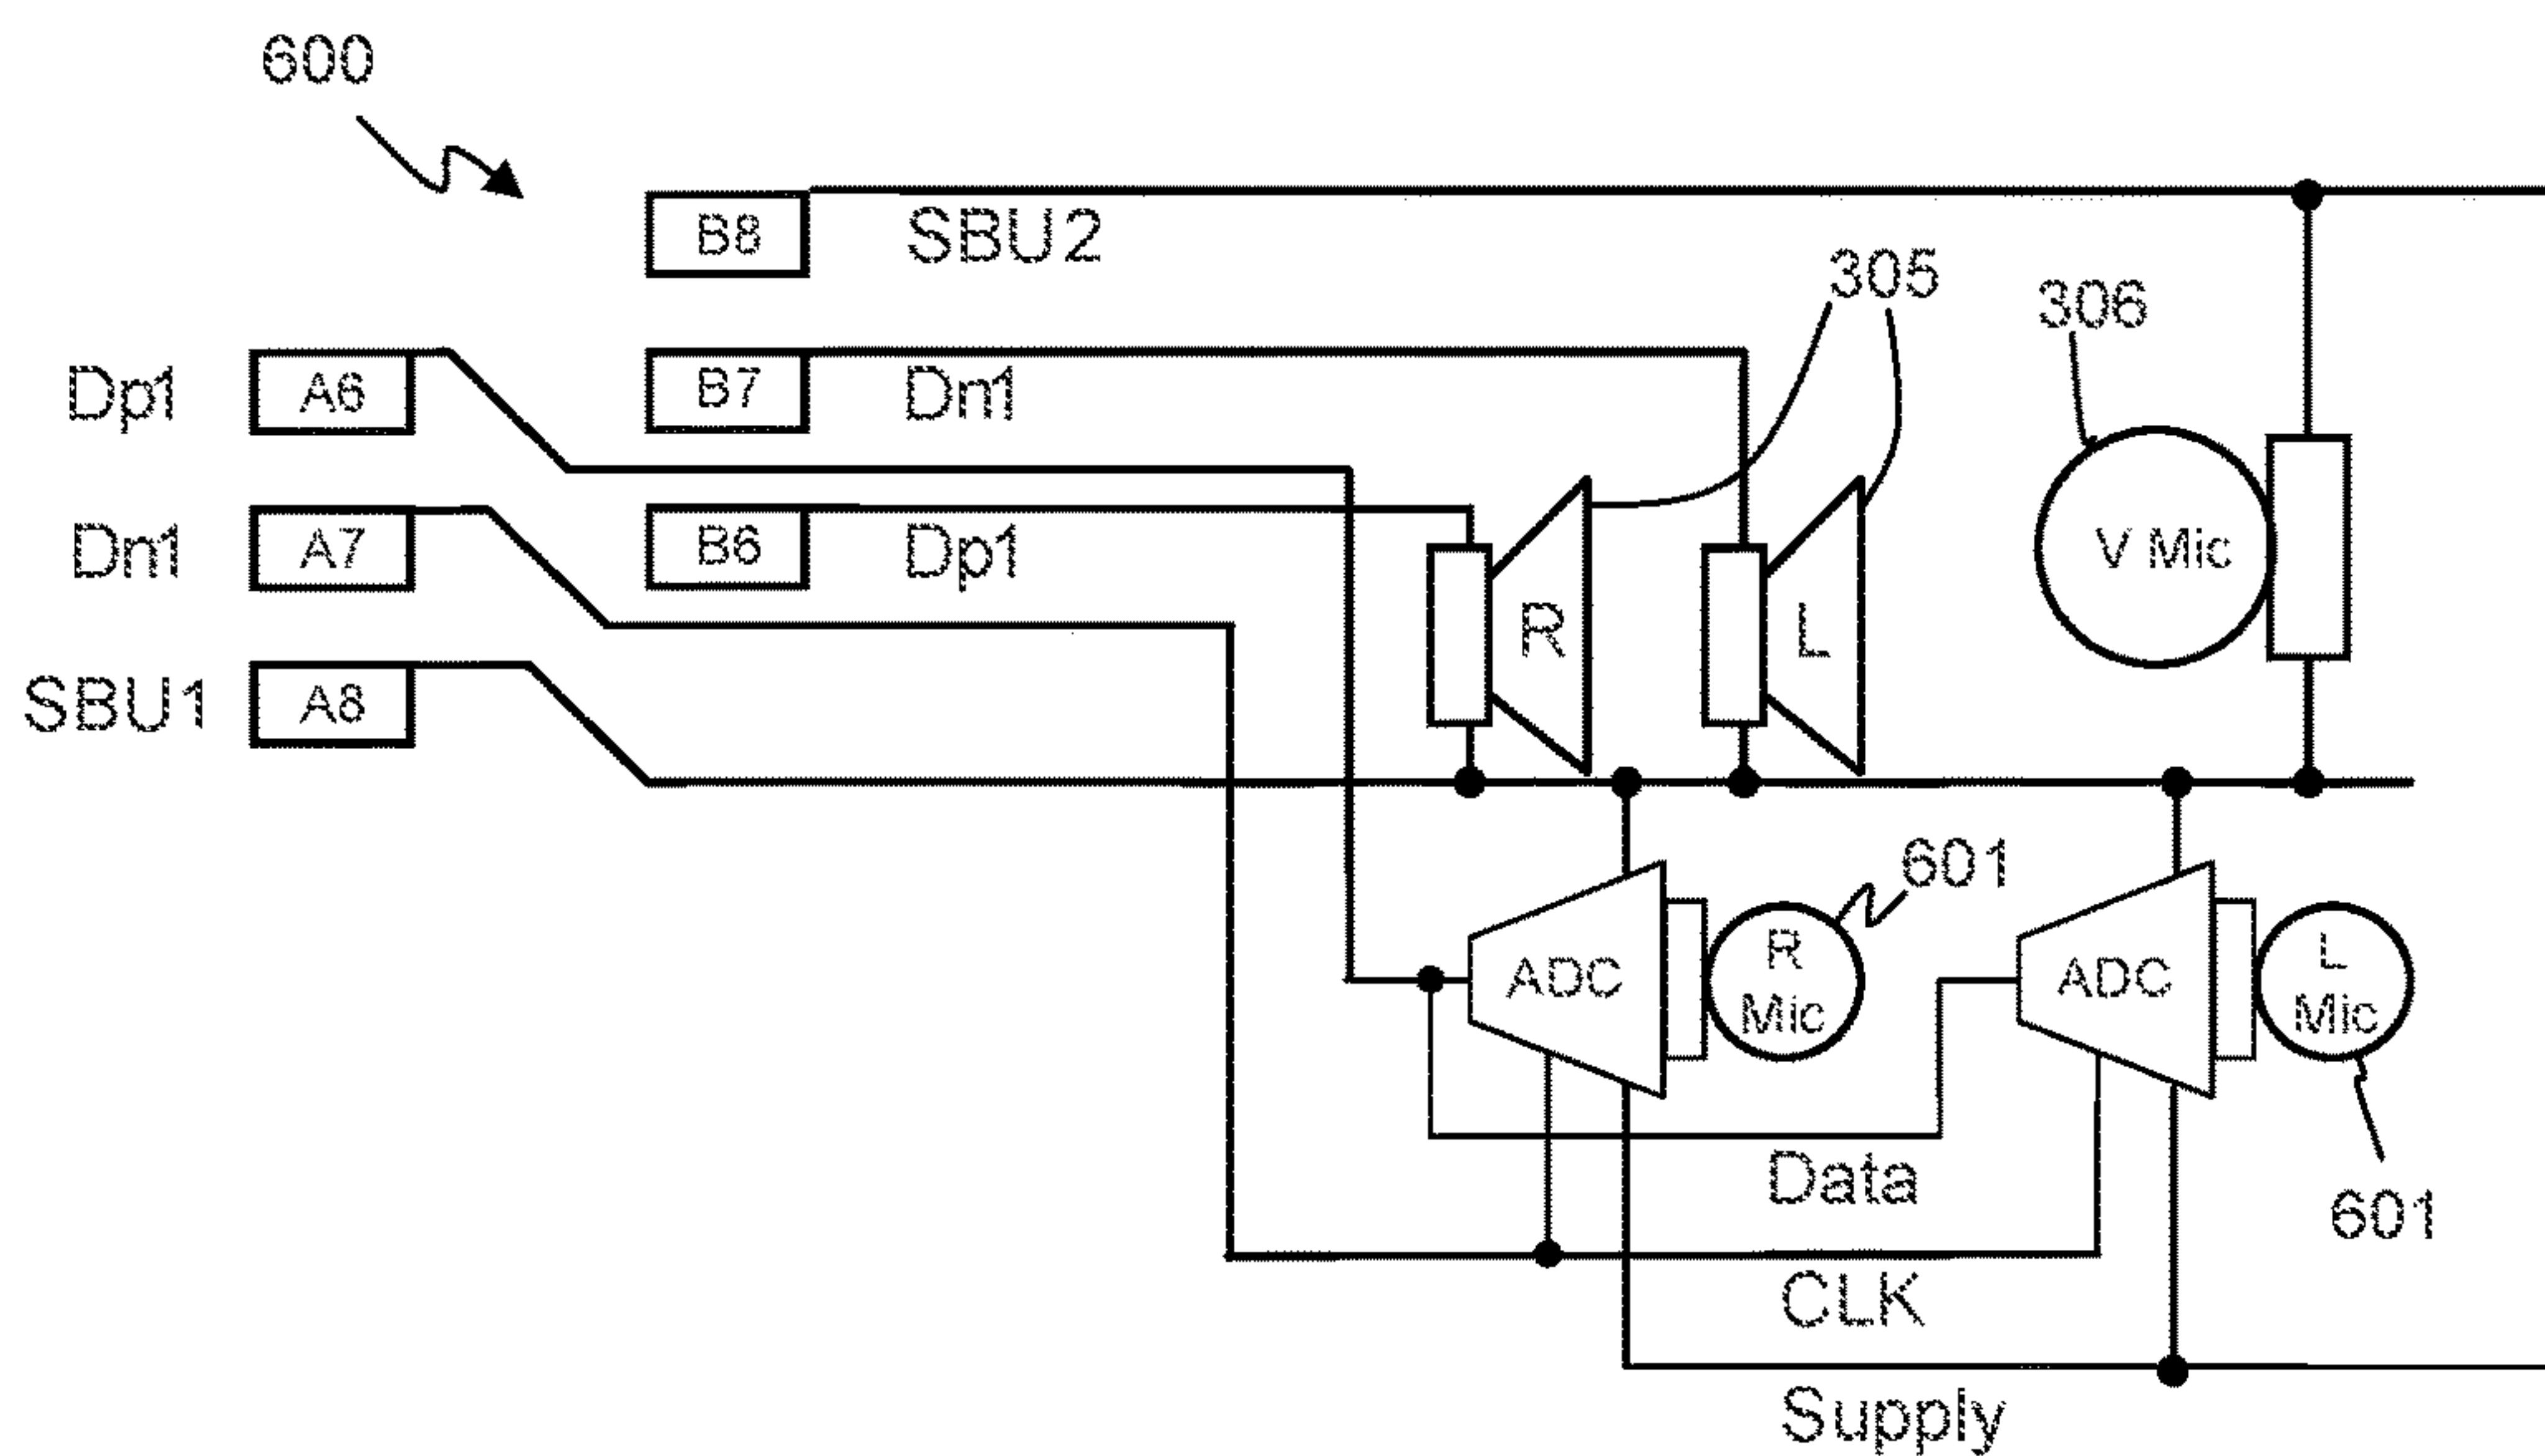 600
B8 SBU2
305
306
Dp1 A6 B7 Dn1
Dn1 A7 B6 Dp1
V Mic
R L
SBU1 A8
601
ADC R Mic
ADC L Mic
Data
601
CLK
Supply